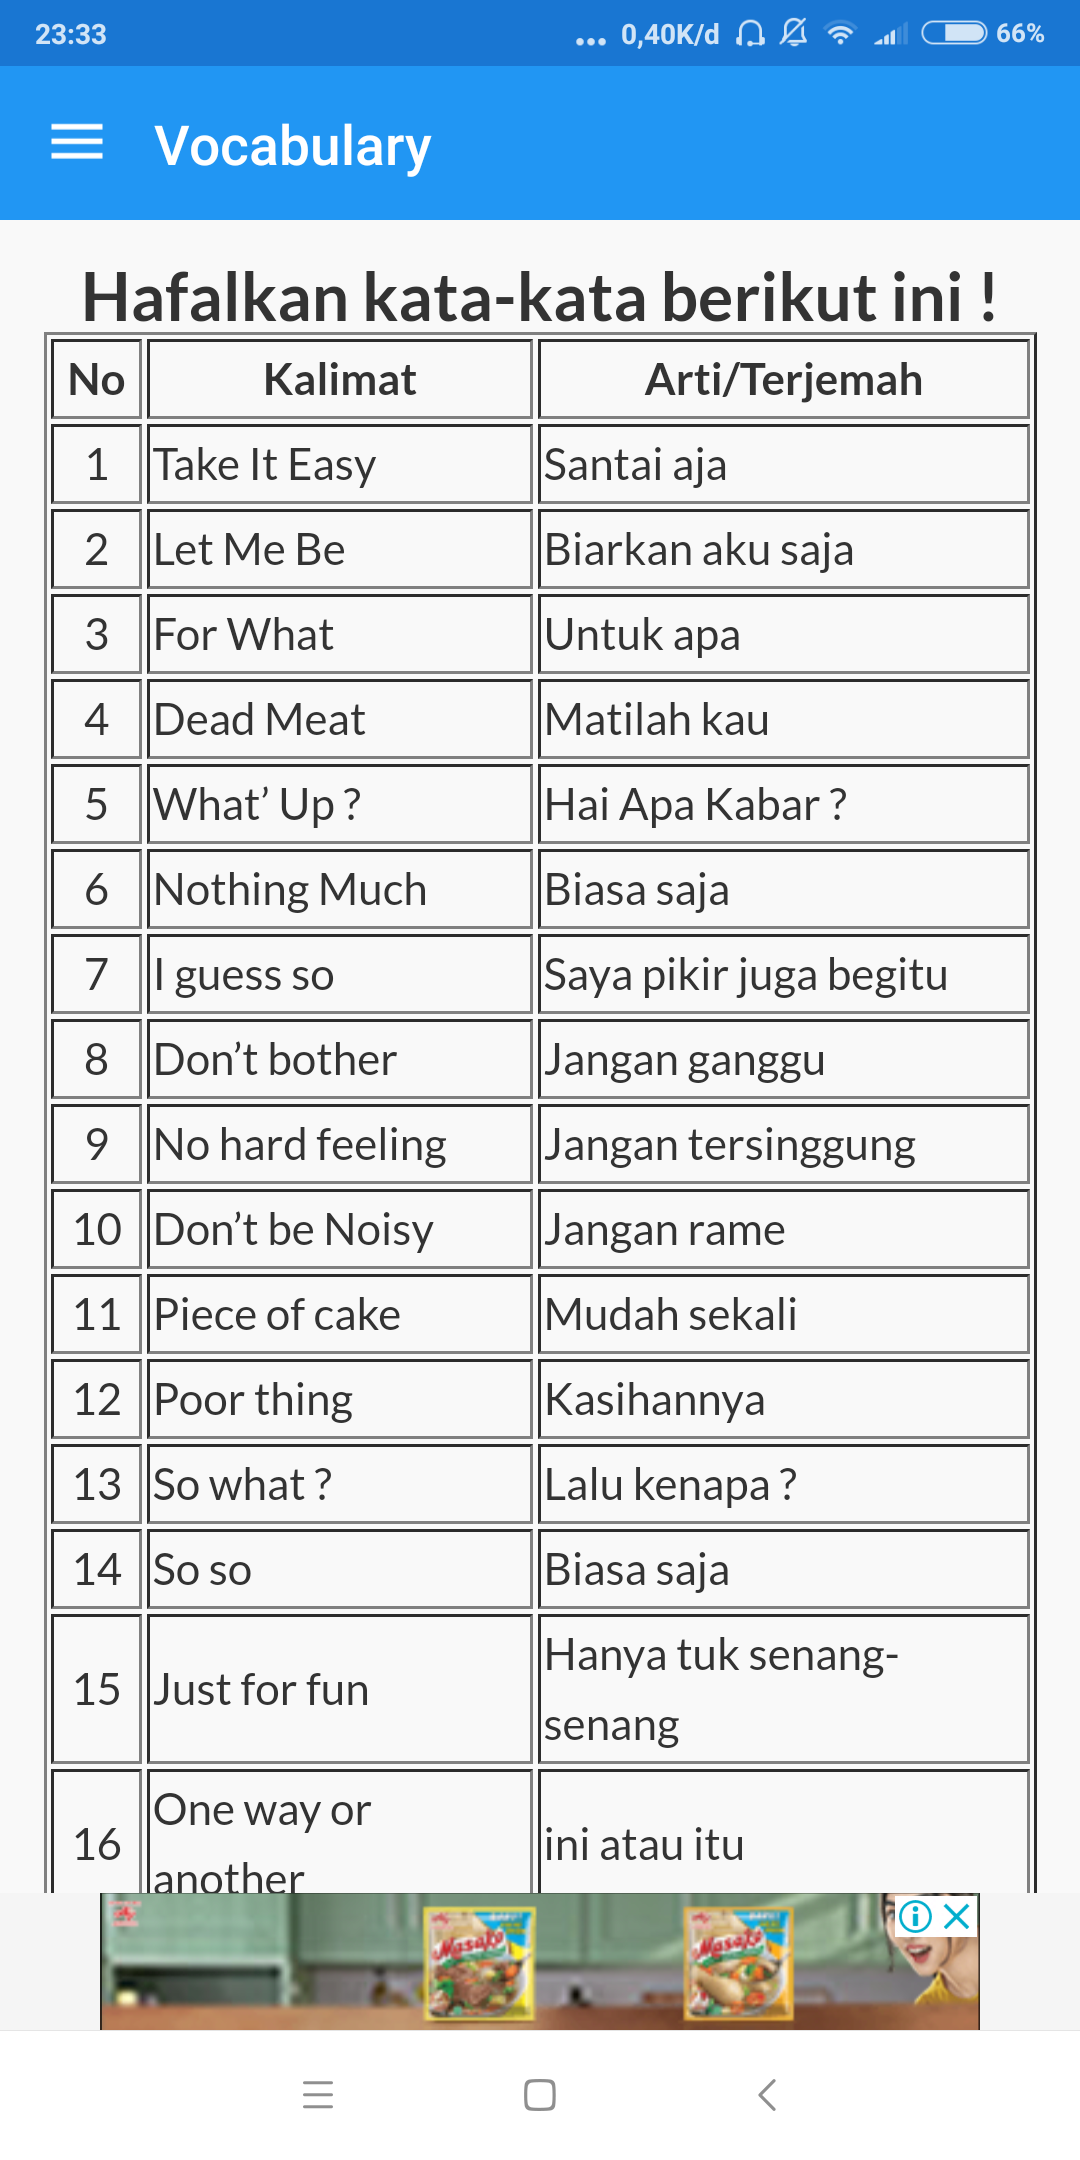 23:33 ... 0,40K/d 66%
Vocabulary
Hafalkan kata-kata berikut ini !
No Kalimat Arti/Terjemah
1 Take It Easy Santai aja
2 Let Me Be Biarkan aku saja
3 For What Untuk apa
4 Dead Meat Matilah kau
5 What’ Up ? Hai Apa Kabar ?
6 Nothing Much Biasa saja
7 I guess so Saya pikir juga begitu
8 Don’t bother Jangan ganggu
9 No hard feeling Jangan tersinggung
10 Don’t be Noisy Jangan rame
11 Piece of cake Mudah sekali
12 Poor thing Kasihannya
13 So what ? Lalu kenapa ?
14 So so Biasa saja
15 Just for fun Hanya tuk senang-
senang
16 One way or ini atau itu
another
Masako Masako